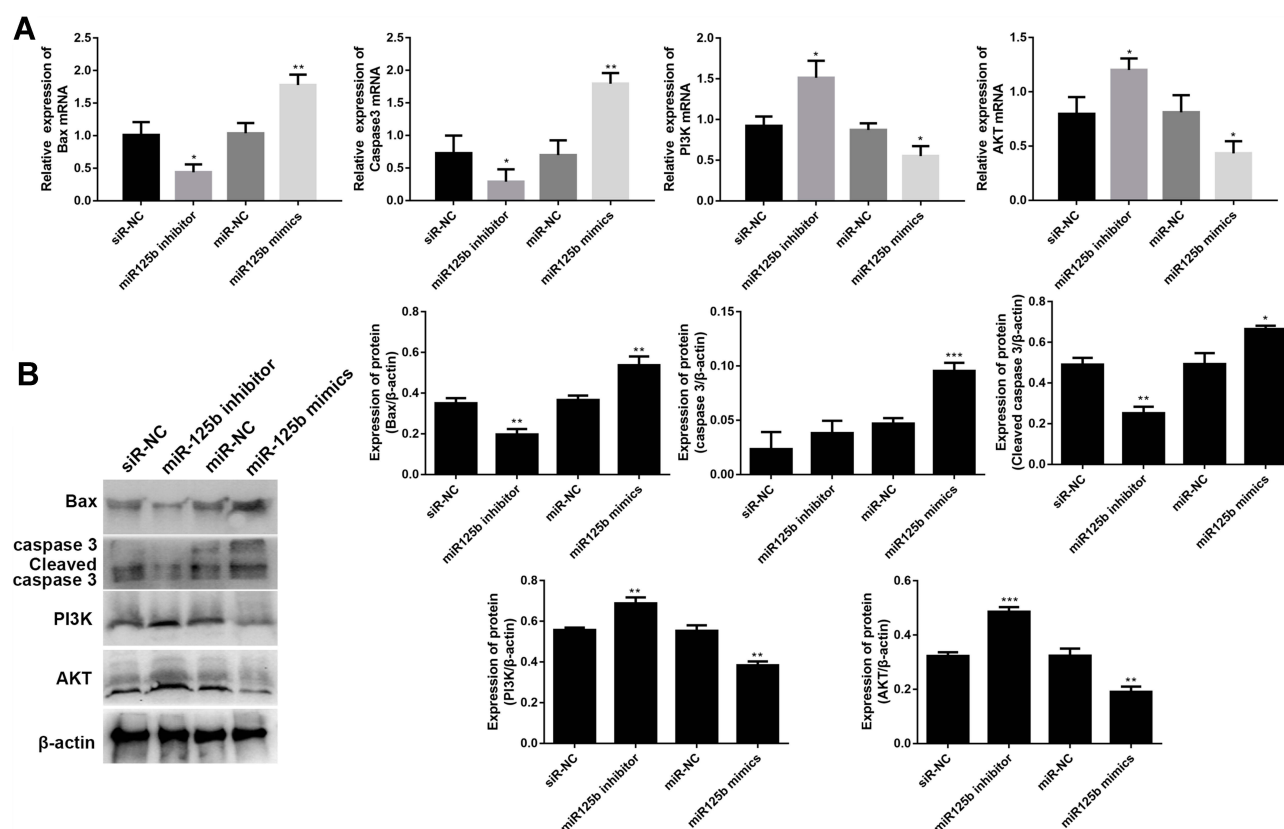 A
Relative expression of
Bax mRNA
2.5
2.0
1.5
1.0
0.5
0.0
**
*
siR-NC
miR125b inhibitor
miR-NC
miR125b mimics
Relative expression of
Caspase3 mRNA
2.5
2.0
1.5
1.0
0.5
0.0
**
*
siR-NC
miR125b inhibitor
miR-NC
miR125b mimics
Relative expression of
PI3K mRNA
2.0
1.5
1.0
0.5
0.0
*
*
siR-NC
miR125b inhibitor
miR-NC
miR125b mimics
Relative expression of
AKT mRNA
1.5
1.0
0.5
0.0
*
*
siR-NC
miR125b inhibitor
miR-NC
miR125b mimics
B
siR-NC
miR-125b inhibitor
miR-NC
miR-125b mimics
Bax
caspase 3
Cleaved
caspase 3
PI3K
AKT
β-actin
Expression of protein
(Bax/β-actin)
0.8
0.6
0.4
0.2
0.0
**
**
siR-NC
miR125b inhibitor
miR-NC
miR125b mimics
Expression of protein
(caspase 3/β-actin)
0.15
0.10
0.05
0.00
***
siR-NC
miR125b inhibitor
miR-NC
miR125b mimics
Expression of protein
(Cleaved caspase 3/β-actin)
0.8
0.6
0.4
0.2
0.0
**
*
siR-NC
miR125b inhibitor
miR-NC
miR125b mimics
Expression of protein
(PI3K/β-actin)
0.8
0.6
0.4
0.2
0.0
**
**
siR-NC
miR125b inhibitor
miR-NC
miR125b mimics
Expression of protein
(AKT/β-actin)
0.6
0.4
0.2
0.0
***
**
siR-NC
miR125b inhibitor
miR-NC
miR125b mimics